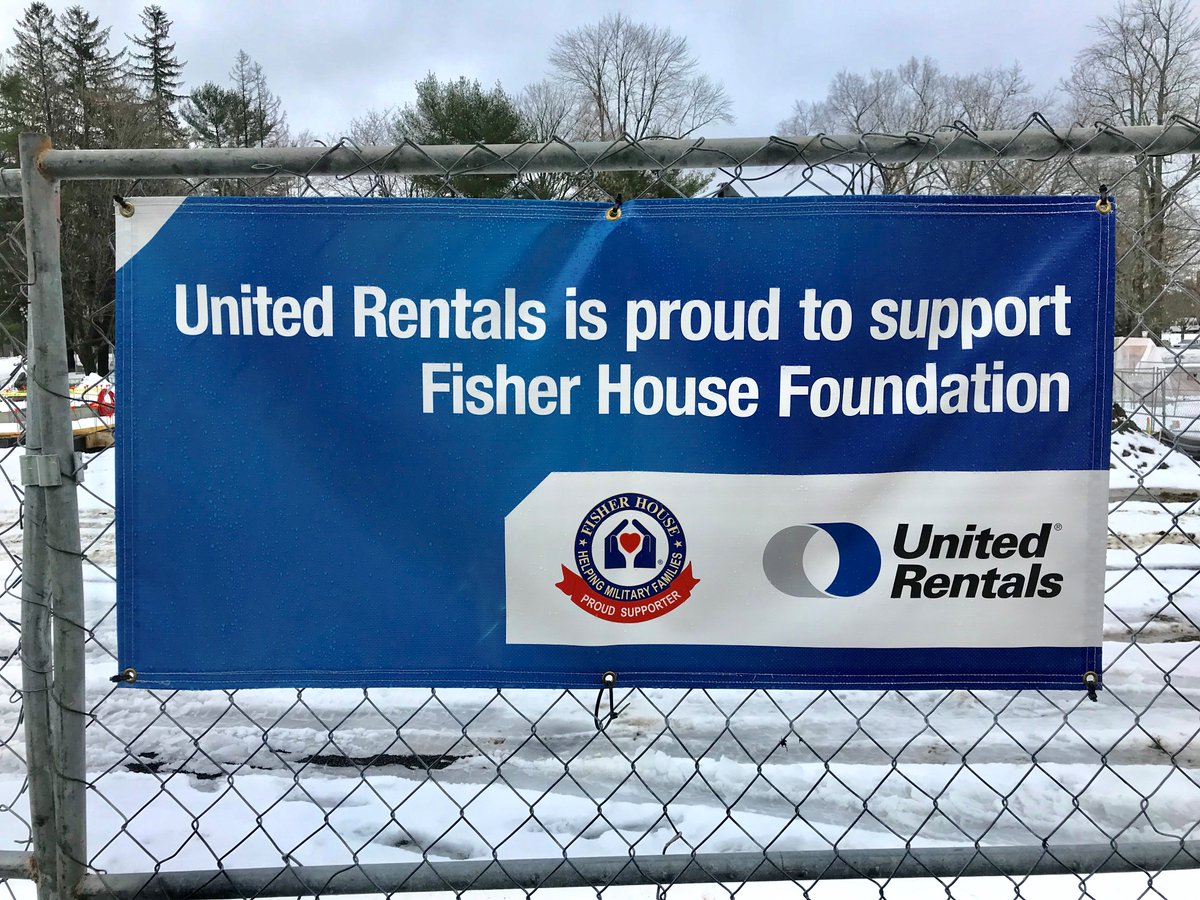 United Rentals is proud to support
Fisher House Foundation
FISHER HOUSE
®
HELPING MILITARY FAMILIES
PROUD SUPPORTER
United®
Rentals